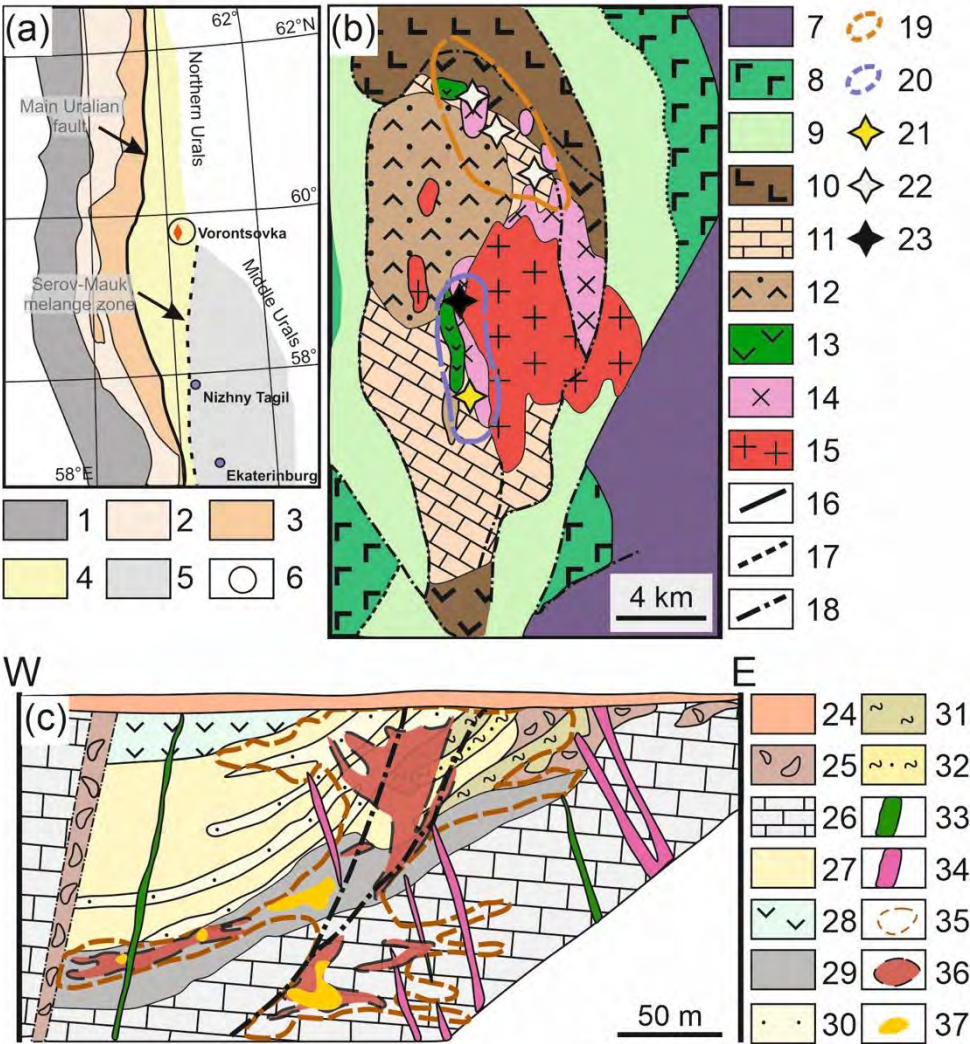 (a)
62°
62°N
Main Uralian
fault
Northern Urals
60°
Vorontsovka
Serov-Mauk
melange zone
Middle Urals
58°
Nizhny Tagil
58°E
Ekaterinburg
1 2 3
4 5 6
(b)
4 km
7 19
8 20
9 21
10 22
11 23
12
13
14
15
16
17
18
W E
(c)
50 m
24 31
25 32
26 33
27 34
28 35
29 36
30 37